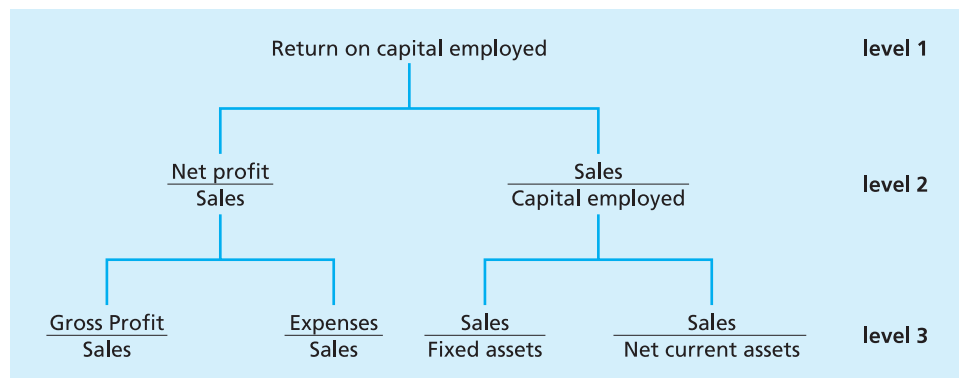 Return on capital employed level 1
Net profit Sales
Sales Capital employed
level 2
Gross Profit Expenses Sales Sales
Sales Sales Fixed assets Net current assets
level 3